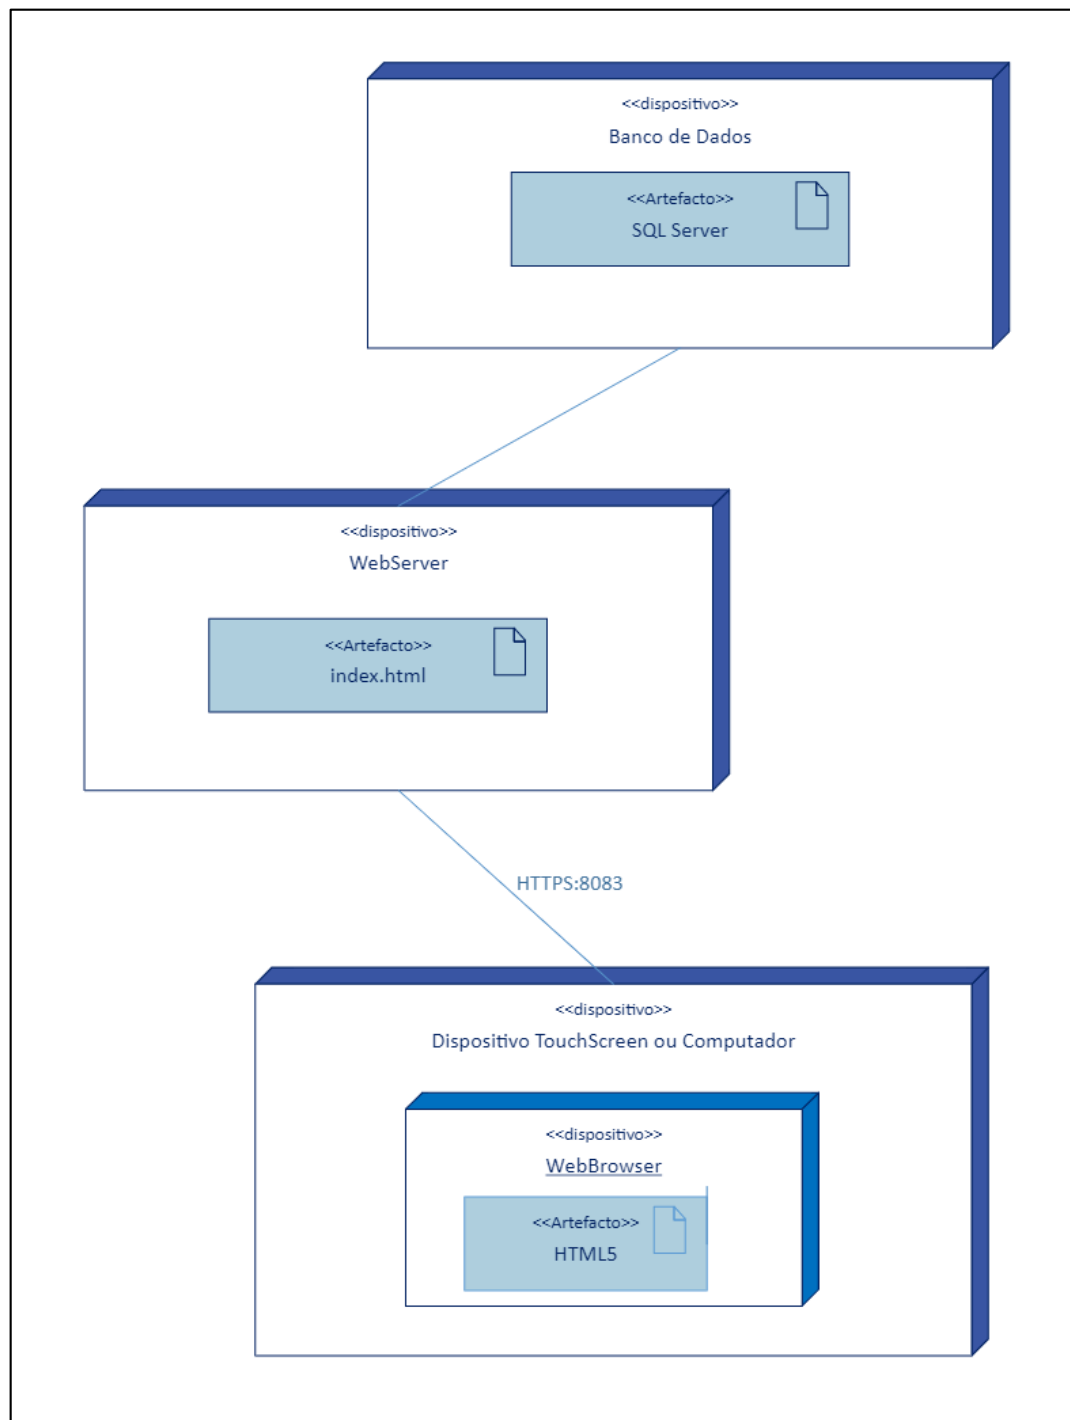 <<dispositivo>>
Banco de Dados
<<Artefacto>>
SQL Server
<<dispositivo>>
WebServer
<<Artefacto>>
index.html
HTTPS:8083
<<dispositivo>>
Dispositivo TouchScreen ou Computador
<<dispositivo>>
WebBrowser
<<Artefacto>>
HTML5